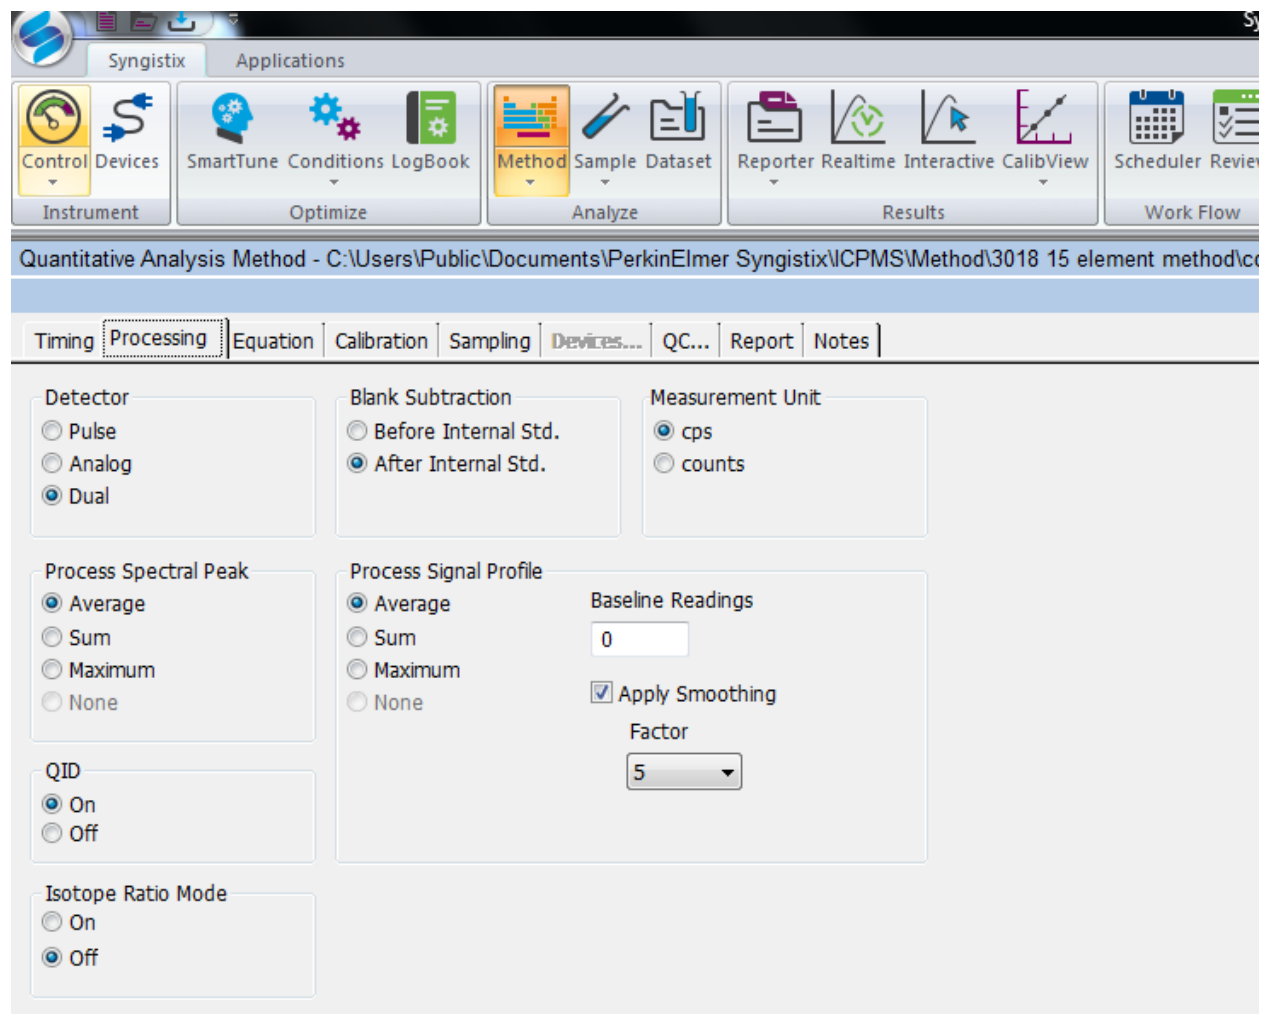 Sy
Syngistix Applications
Control Devices SmartTune Conditions LogBook Method Sample Dataset Reporter Realtime Interactive CalibView Scheduler Review
Instrument Optimize Analyze Results Work Flow
Quantitative Analysis Method - C:\Users\Public\Documents\PerkinElmer Syngistix\ICPMS\Method\3018 15 element method\cc
Timing Processing Equation Calibration Sampling Devices... QC... Report Notes
Detector
Pulse
Analog
Dual
Blank Subtraction
Before Internal Std.
After Internal Std.
Measurement Unit
cps
counts
Process Spectral Peak
Average
Sum
Maximum
None
Process Signal Profile
Average
Sum
Maximum
None
Baseline Readings
0
Apply Smoothing
Factor
5
QID
On
Off
Isotope Ratio Mode
On
Off